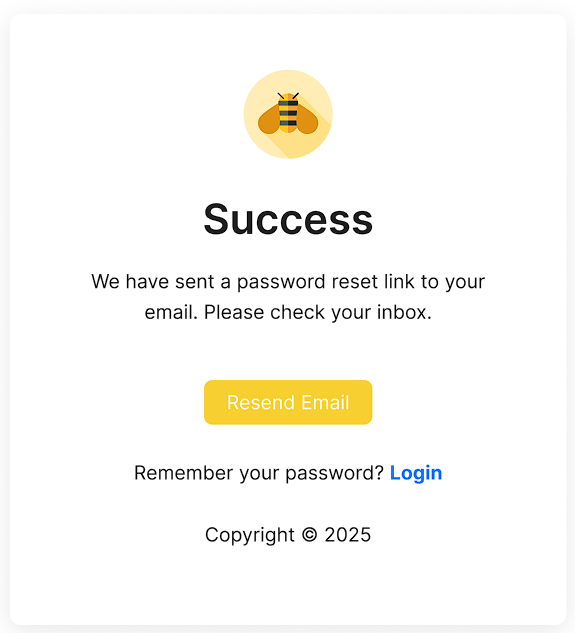 Success
We have sent a password reset link to your
email. Please check your inbox.
Resend Email
Remember your password? Login
Copyright © 2025